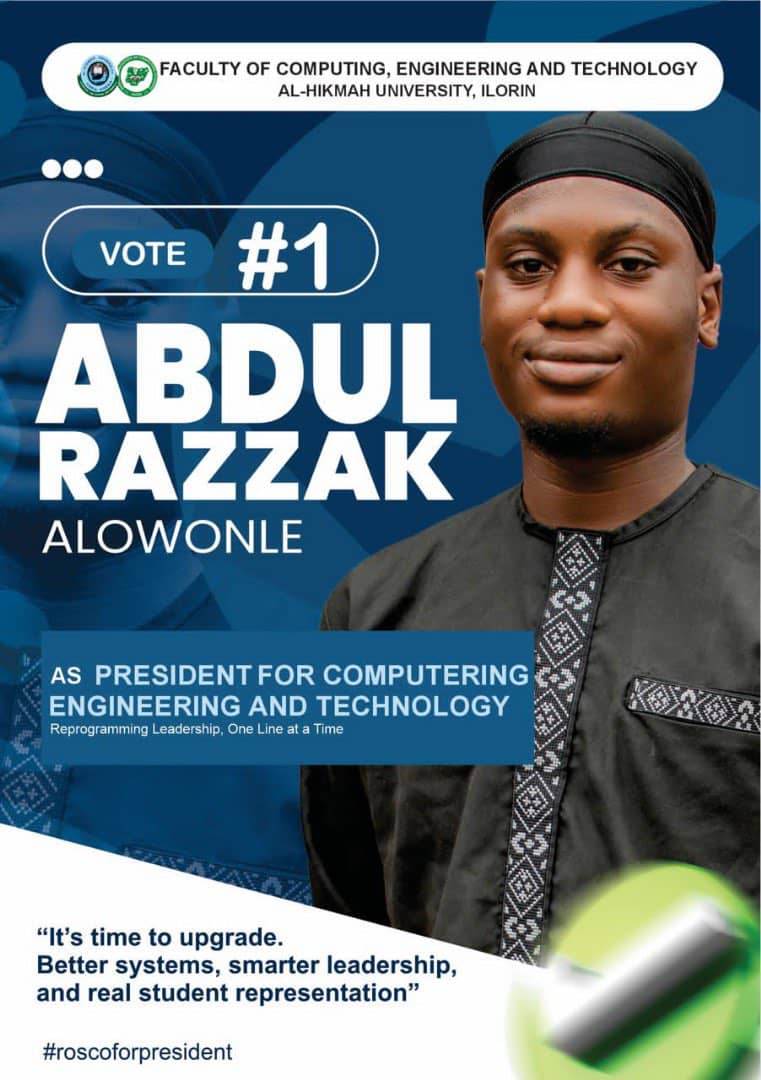 FACULTY OF COMPUTING, ENGINEERING AND TECHNOLOGY
AL-HIKMAH UNIVERSITY, ILORIN
VOTE #1
ABDUL
RAZZAK
ALOWONLE
AS PRESIDENT FOR COMPUTERING
ENGINEERING AND TECHNOLOGY
Reprogramming Leadership, One Line at a Time
“It’s time to upgrade.
Better systems, smarter leadership,
and real student representation”
#roscoforpresident